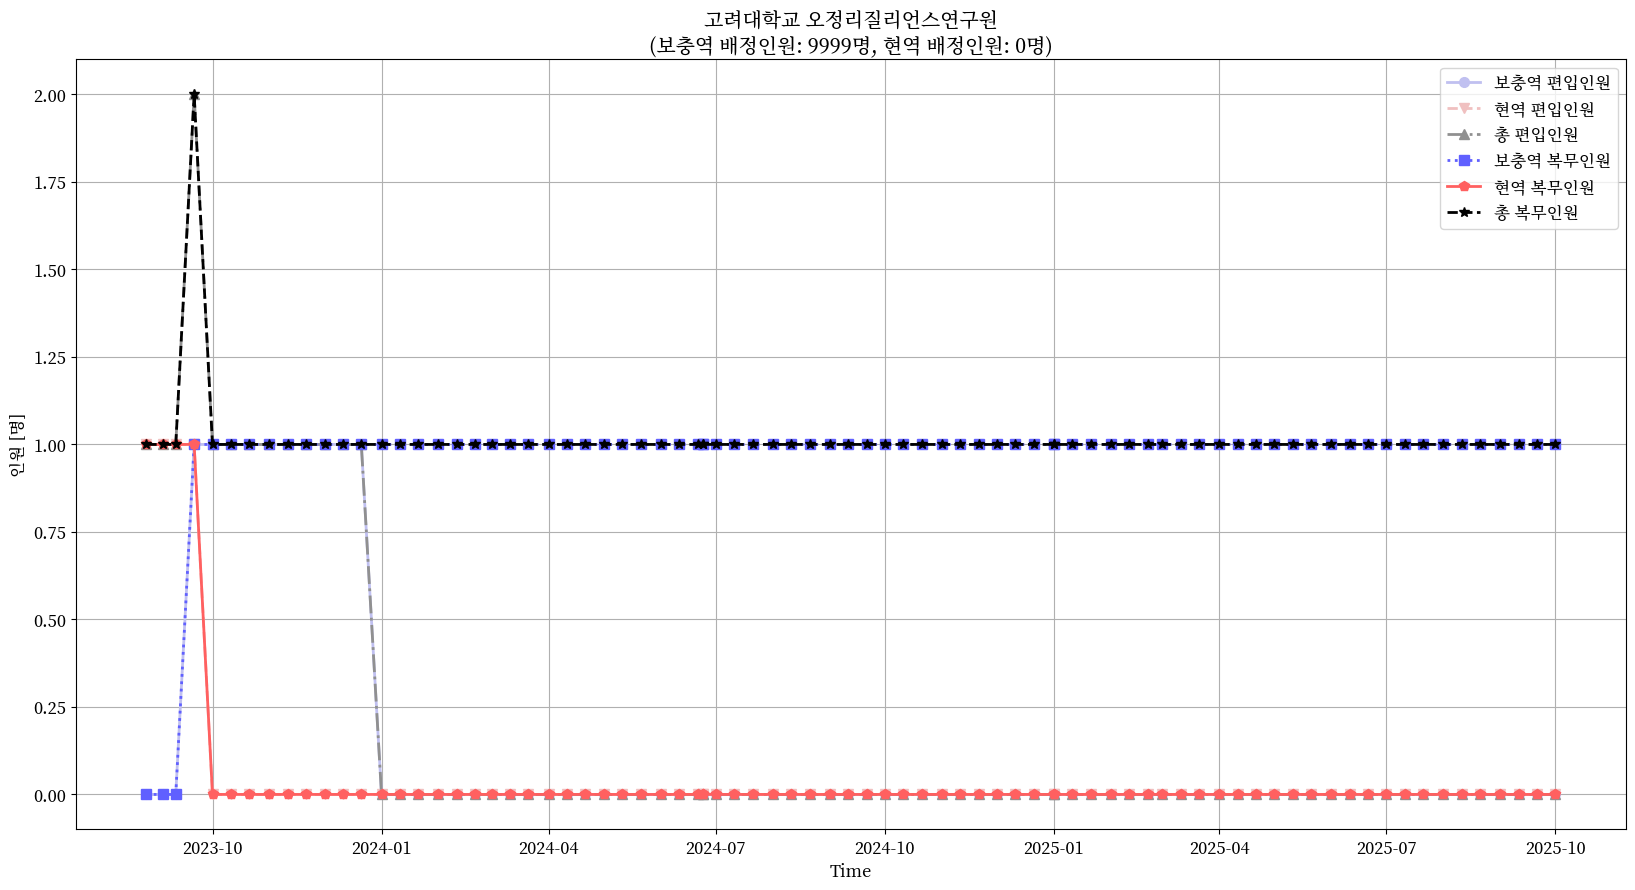 고려대학교 오정리질리언스연구원
(보충역 배정인원: 9999명, 현역 배정인원: 0명)
보충역 편입인원
현역 편입인원
총 편입인원
보충역 복무인원
현역 복무인원
총 복무인원
인원 [명]
2.00
1.75
1.50
1.25
1.00
0.75
0.50
0.25
0.00
2023-10
2024-01
2024-04
2024-07
2024-10
2025-01
2025-04
2025-07
2025-10
Time